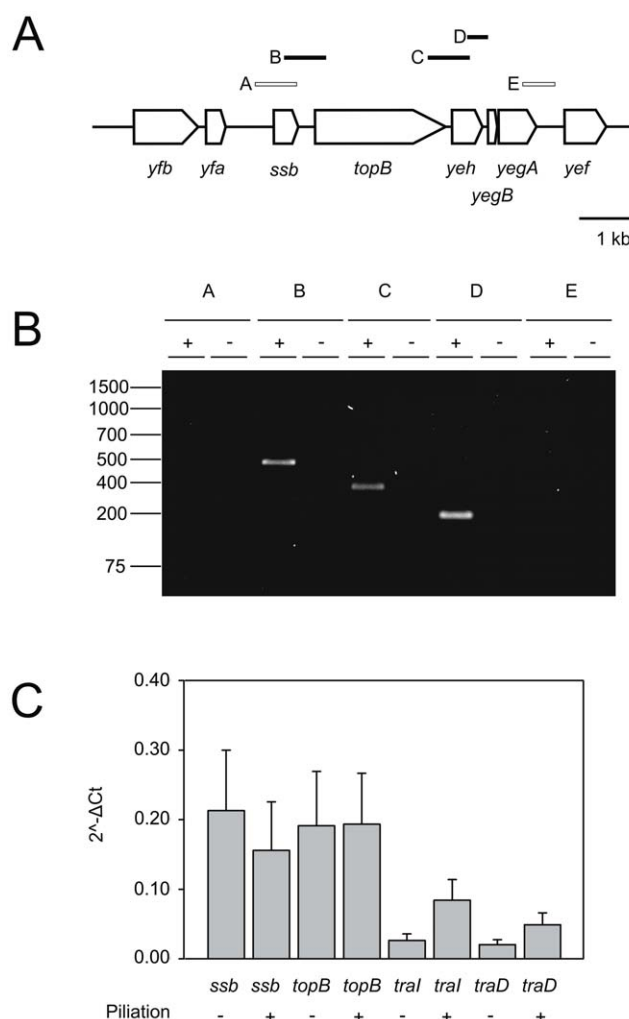 A
D
B
C
A
E
yfb yfa ssb topB yeh yegA yef
yegB
1 kb
B
A B C D E
+ - + - + - + - + -
1500
1000
700
500
400
200
75
C
2^-ΔCt
0.40
0.30
0.20
0.10
0.00
ssb ssb topB topB traI traI traD traD
Piliation - + - + - + - +